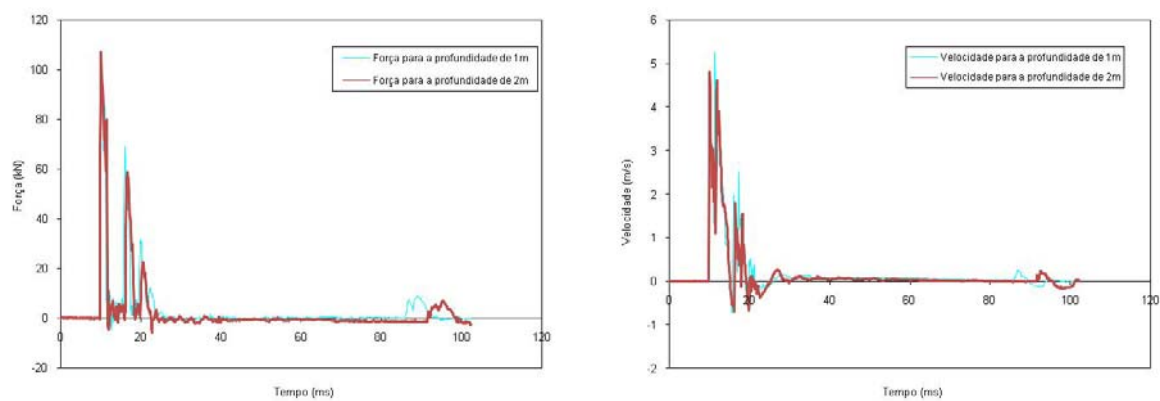 120
100
80
60
40
20
0
-20
0 20 40 60 80 100 120
Força (kN)
Tempo (ms)
Força para a profundidade de 1m
Força para a profundidade de 2m
6
5
4
3
2
1
0
-1
-2
0 20 40 60 80 100 120
Velocidade (m/s)
Tempo (ms)
Velocidade para a profundidade de 1m
Velocidade para a profundidade de 2m